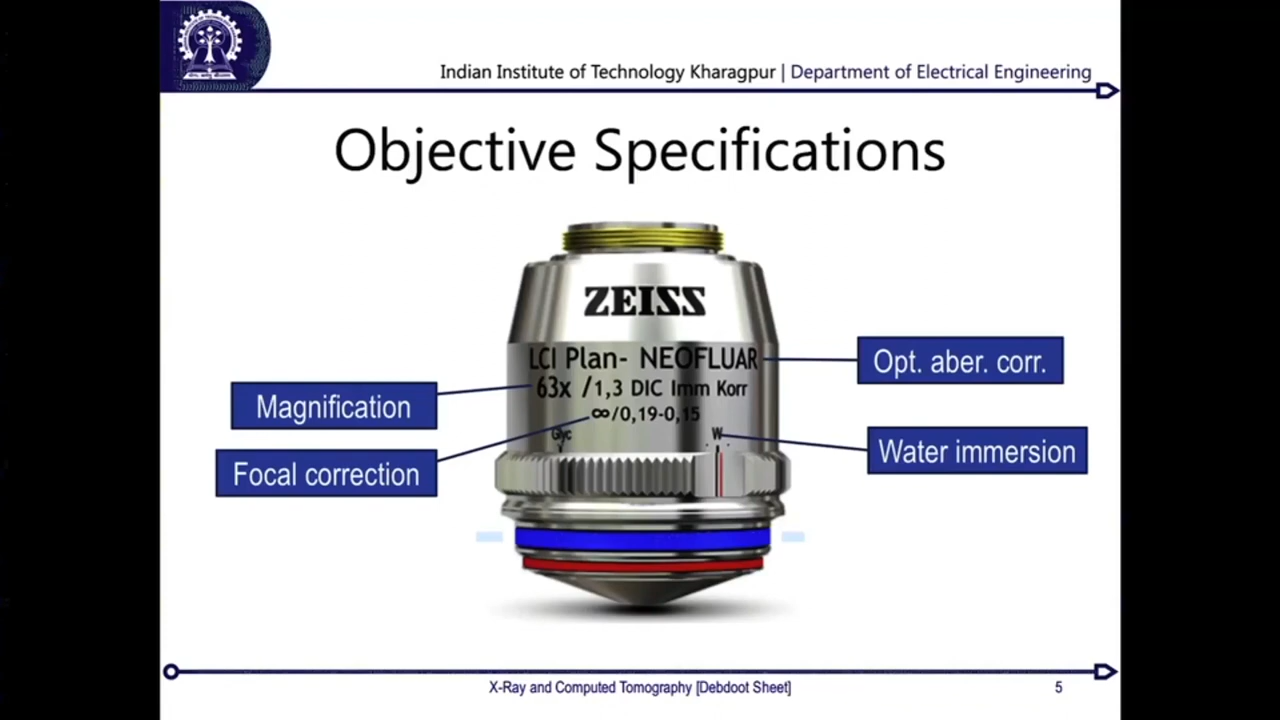 Indian Institute of Technology Kharagpur | Department of Electrical Engineering
Objective Specifications
ZEISS
LCI Plan- NEOFLUAR
63x /1,3 DIC Imm Korr
∞/0,19-0,15
Glyc
W
Opt. aber. corr.
Magnification
Water immersion
Focal correction
X-Ray and Computed Tomography [Debdoot Sheet]
5